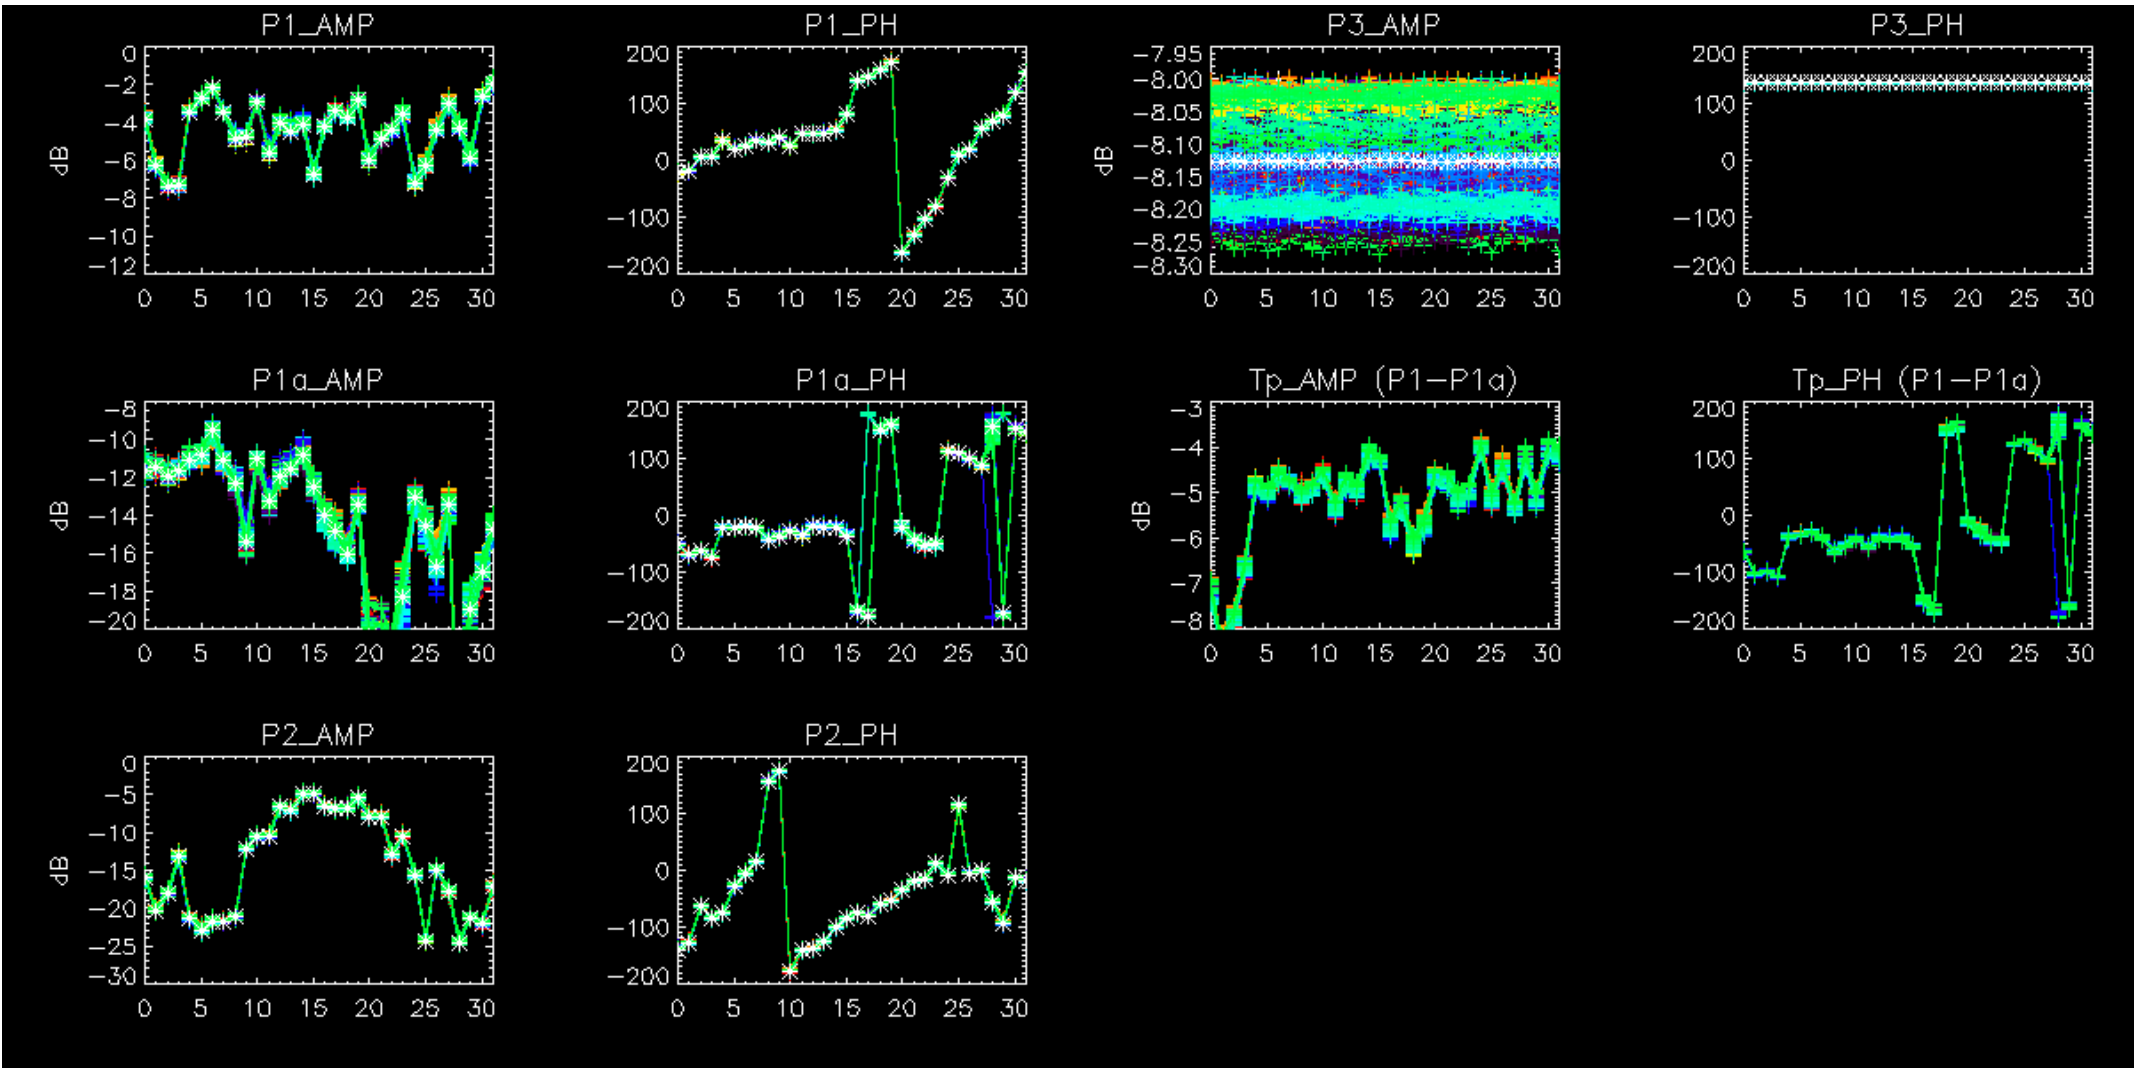 P1_AMP
0
−2
−4
−6
−8
−10
−12
dB
0 5 10 15 20 25 30
P1_PH
200
100
0
−100
−200
0 5 10 15 20 25 30
P3_AMP
−7.95
−8.00
−8.05
−8.10
−8.15
−8.20
−8.25
−8.30
dB
0 5 10 15 20 25 30
P3_PH
200
100
0
−100
−200
0 5 10 15 20 25 30
P1a_AMP
−8
−10
−12
−14
−16
−18
−20
dB
0 5 10 15 20 25 30
P1a_PH
200
100
0
−100
−200
0 5 10 15 20 25 30
Tp_AMP (P1−P1a)
−3
−4
−5
−6
−7
−8
dB
0 5 10 15 20 25 30
Tp_PH (P1−P1a)
200
100
0
−100
−200
0 5 10 15 20 25 30
P2_AMP
0
−5
−10
−15
−20
−25
−30
dB
0 5 10 15 20 25 30
P2_PH
200
100
0
−100
−200
0 5 10 15 20 25 30